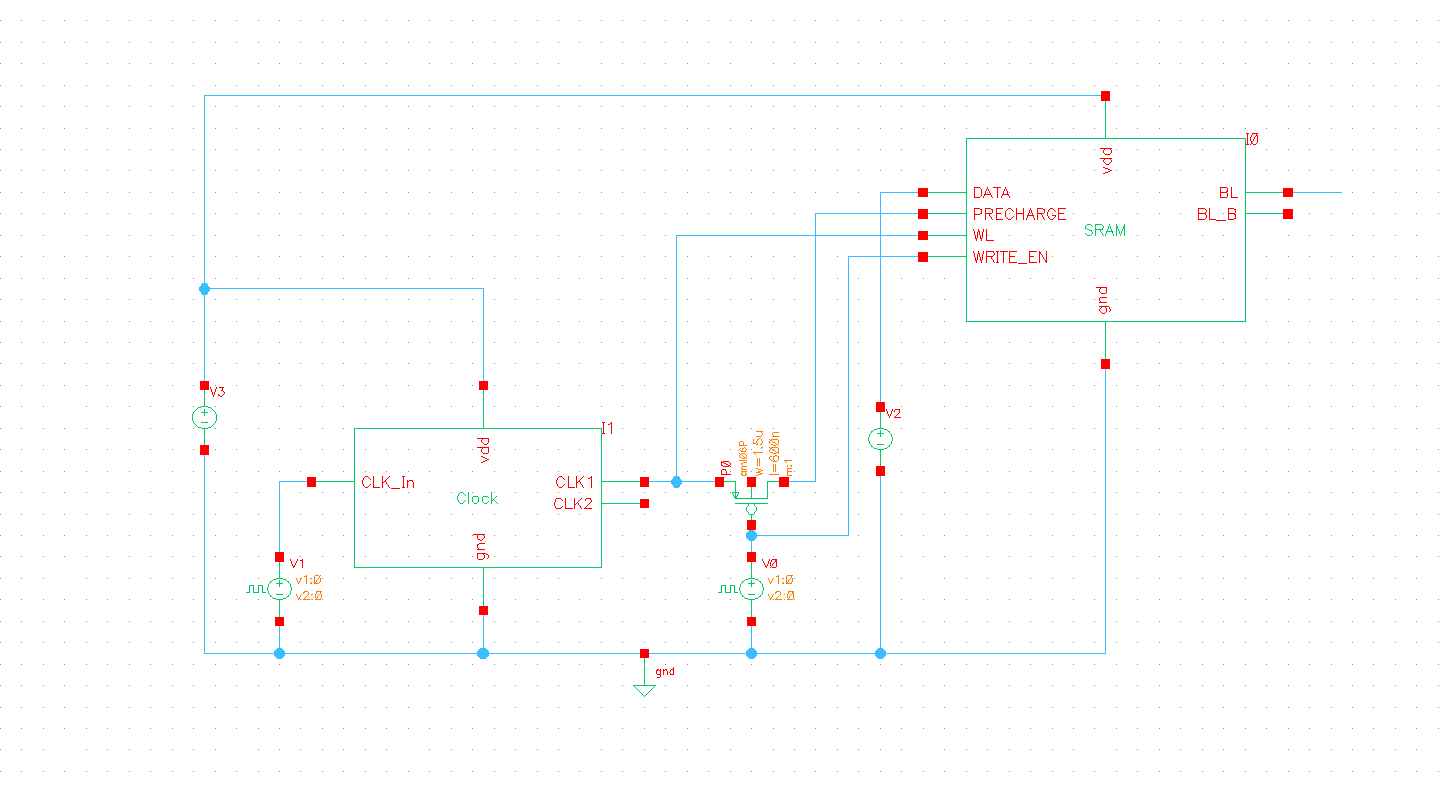 I0
vdd
DATA
BL
PRECHARGE
BL_B
SRAM
WL
WRITE_EN
gnd
V3
V2
I1
vdd
P0
ami06P
w=1.5u
l=600n
m:1
CLK_In
CLK1
Clock
CLK2
gnd
V1
v1:0
v2:0
V0
v1:0
v2:0
gnd